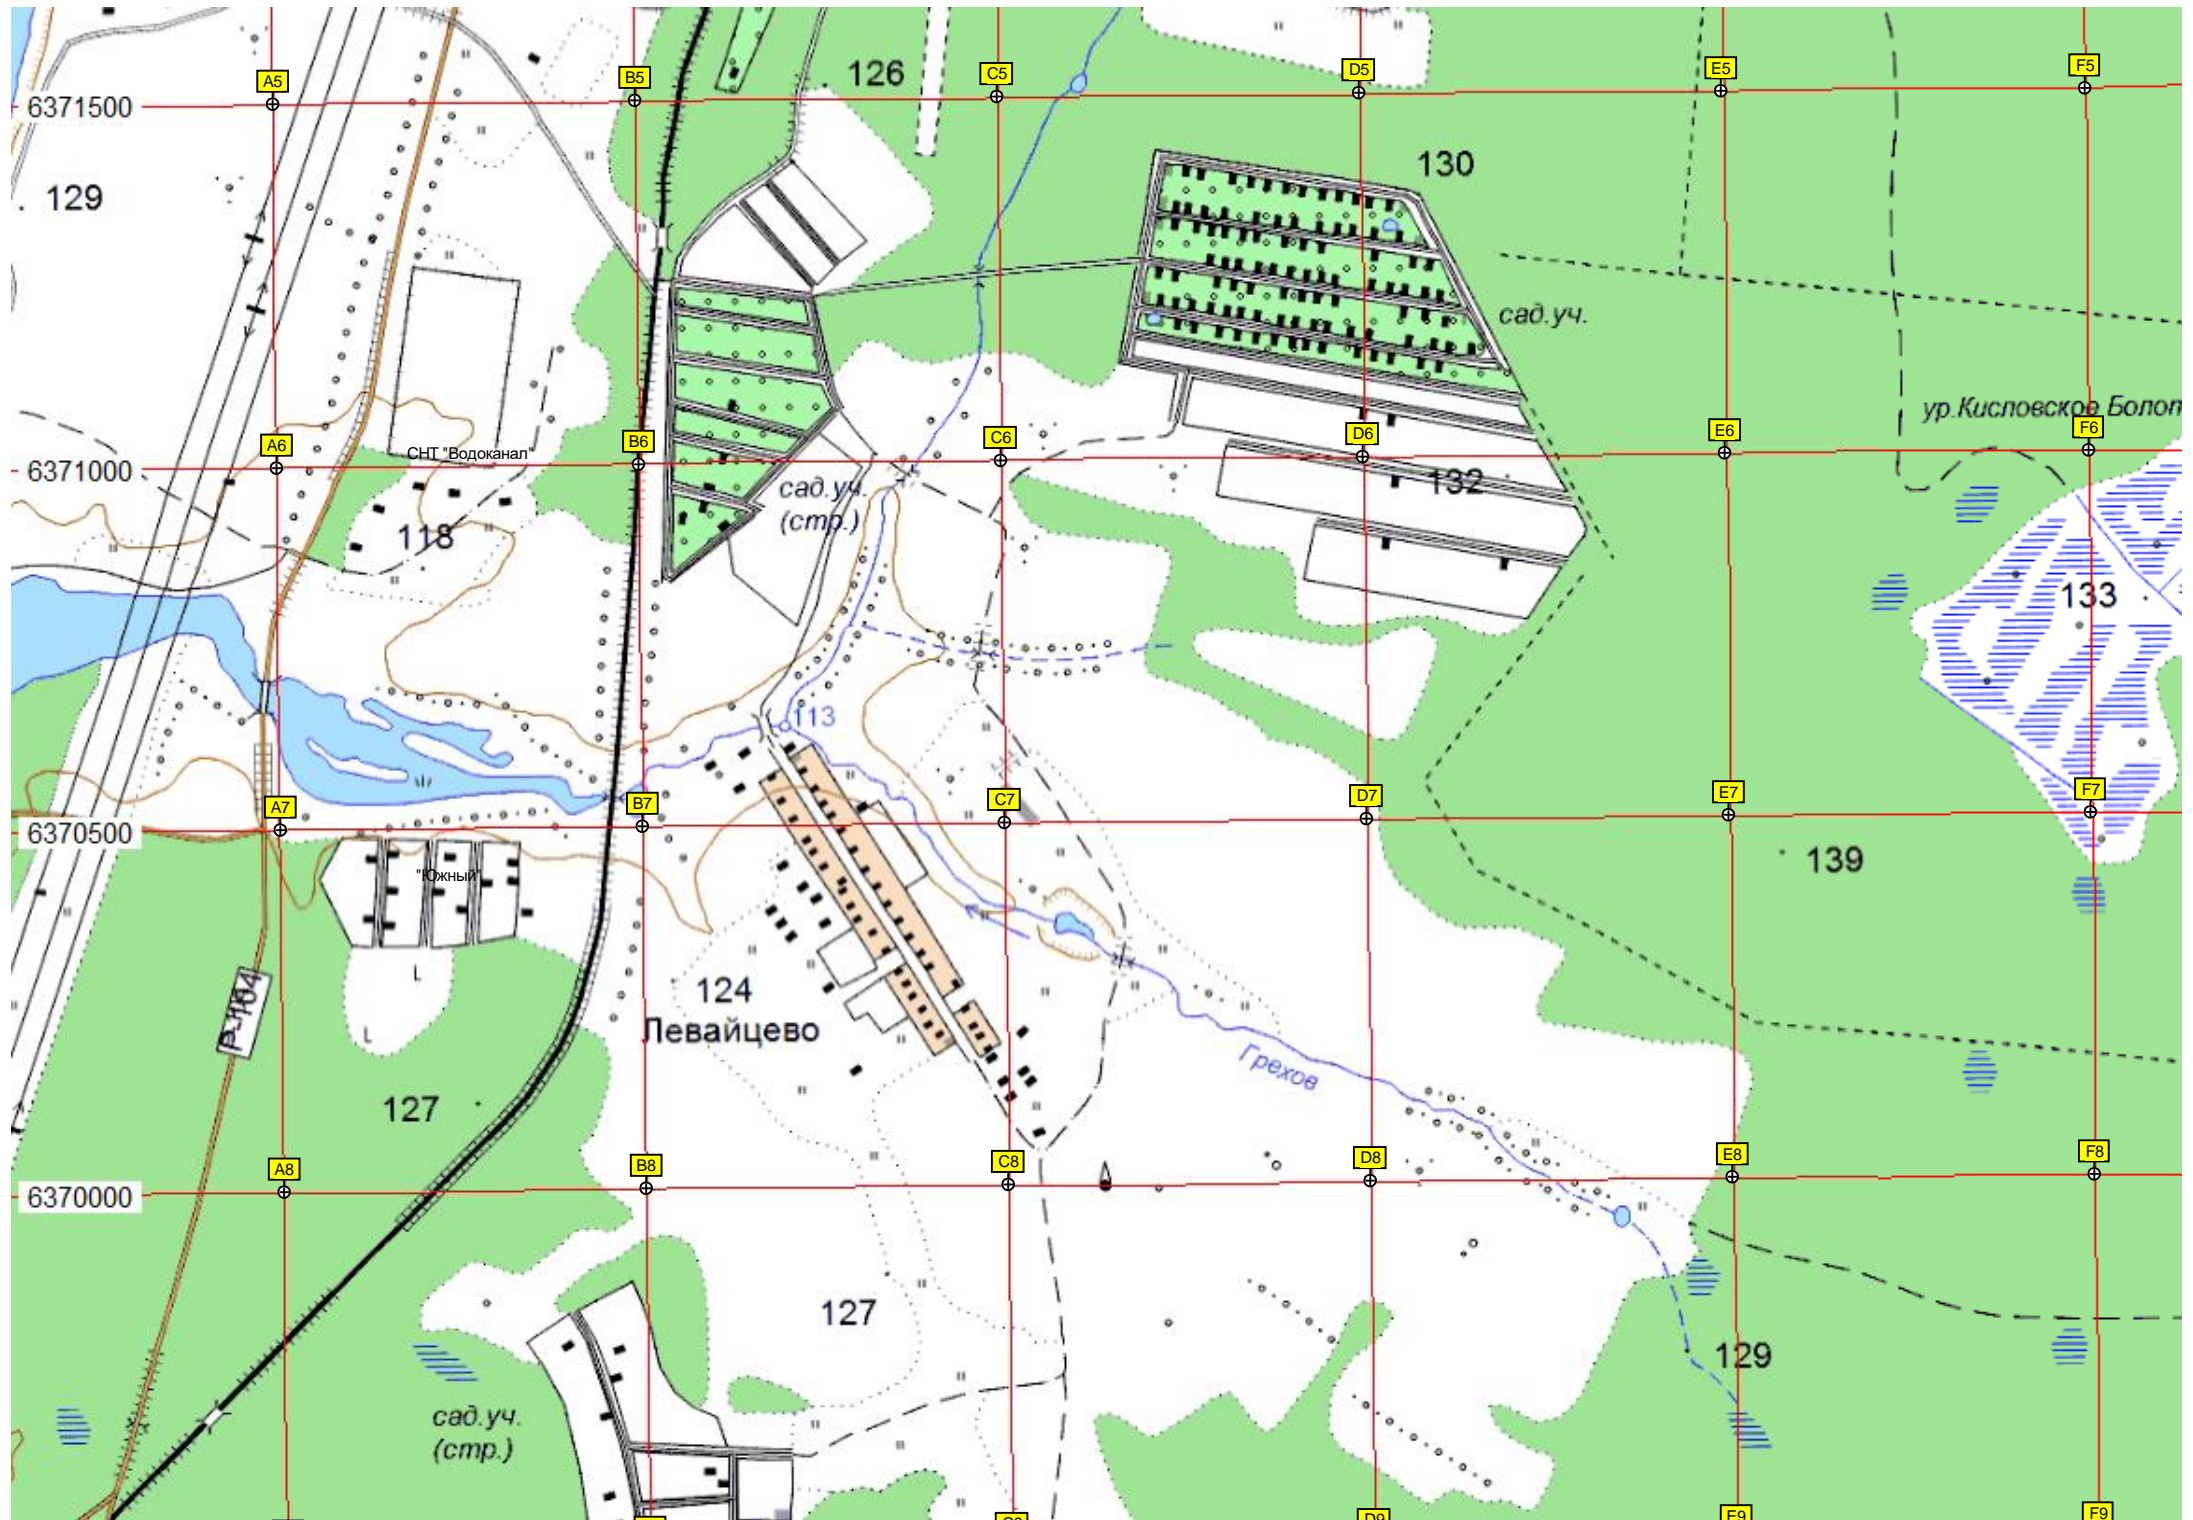 A5
B5
C5
D5
E5
F5
6371500
126
129
130
сад.уч.
ур.Кисловское Болот
A6
B6
C6
D6
E6
F6
6371000
СНТ "Водоканал"
сад.уч.
(стр.)
132
118
133
113
A7
B7
C7
D7
E7
F7
6370500
139
"Южный"
124
Левайцево
Р-104
Грехов
127
A8
B8
C8
D8
E8
F8
6370000
127
129
сад.уч.
(стр.)
D9
E9
F9